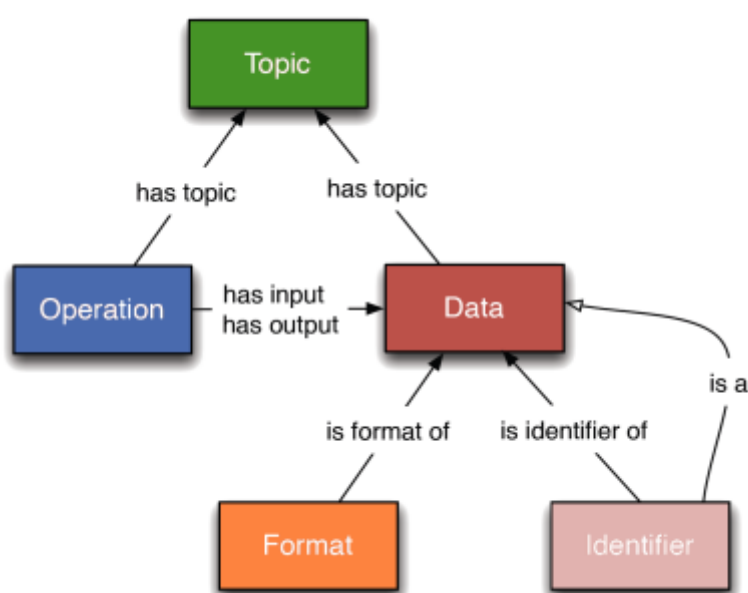 Topic
has topic
has topic
Operation
has input
has output
Data
is a
is format of
is identifier of
Format
Identifier